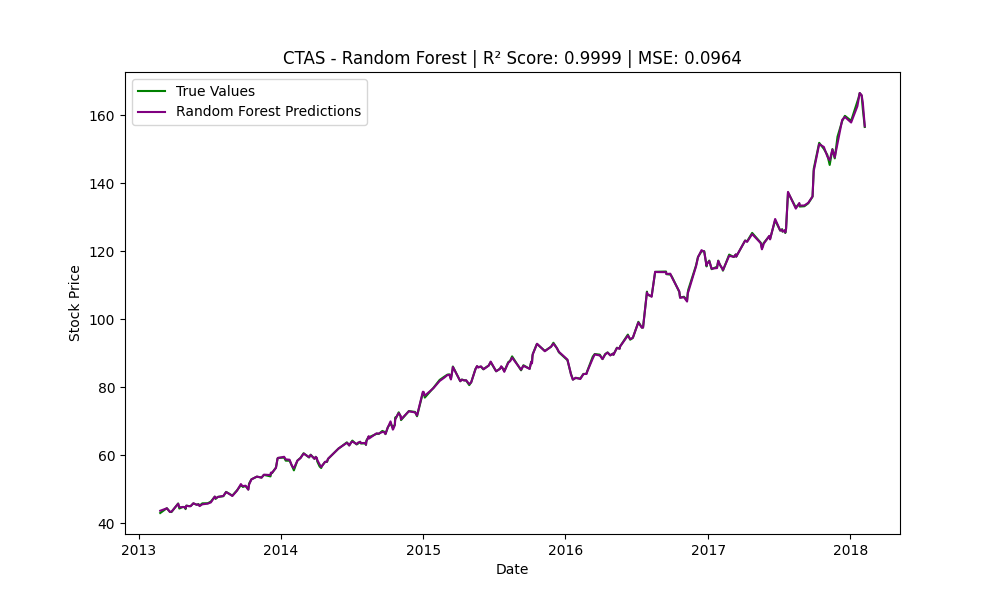 CTAS - Random Forest | R² Score: 0.9999 | MSE: 0.0964
True Values
Random Forest Predictions
160
140
120
100
80
60
40
Stock Price
2013 2014 2015 2016 2017 2018
Date